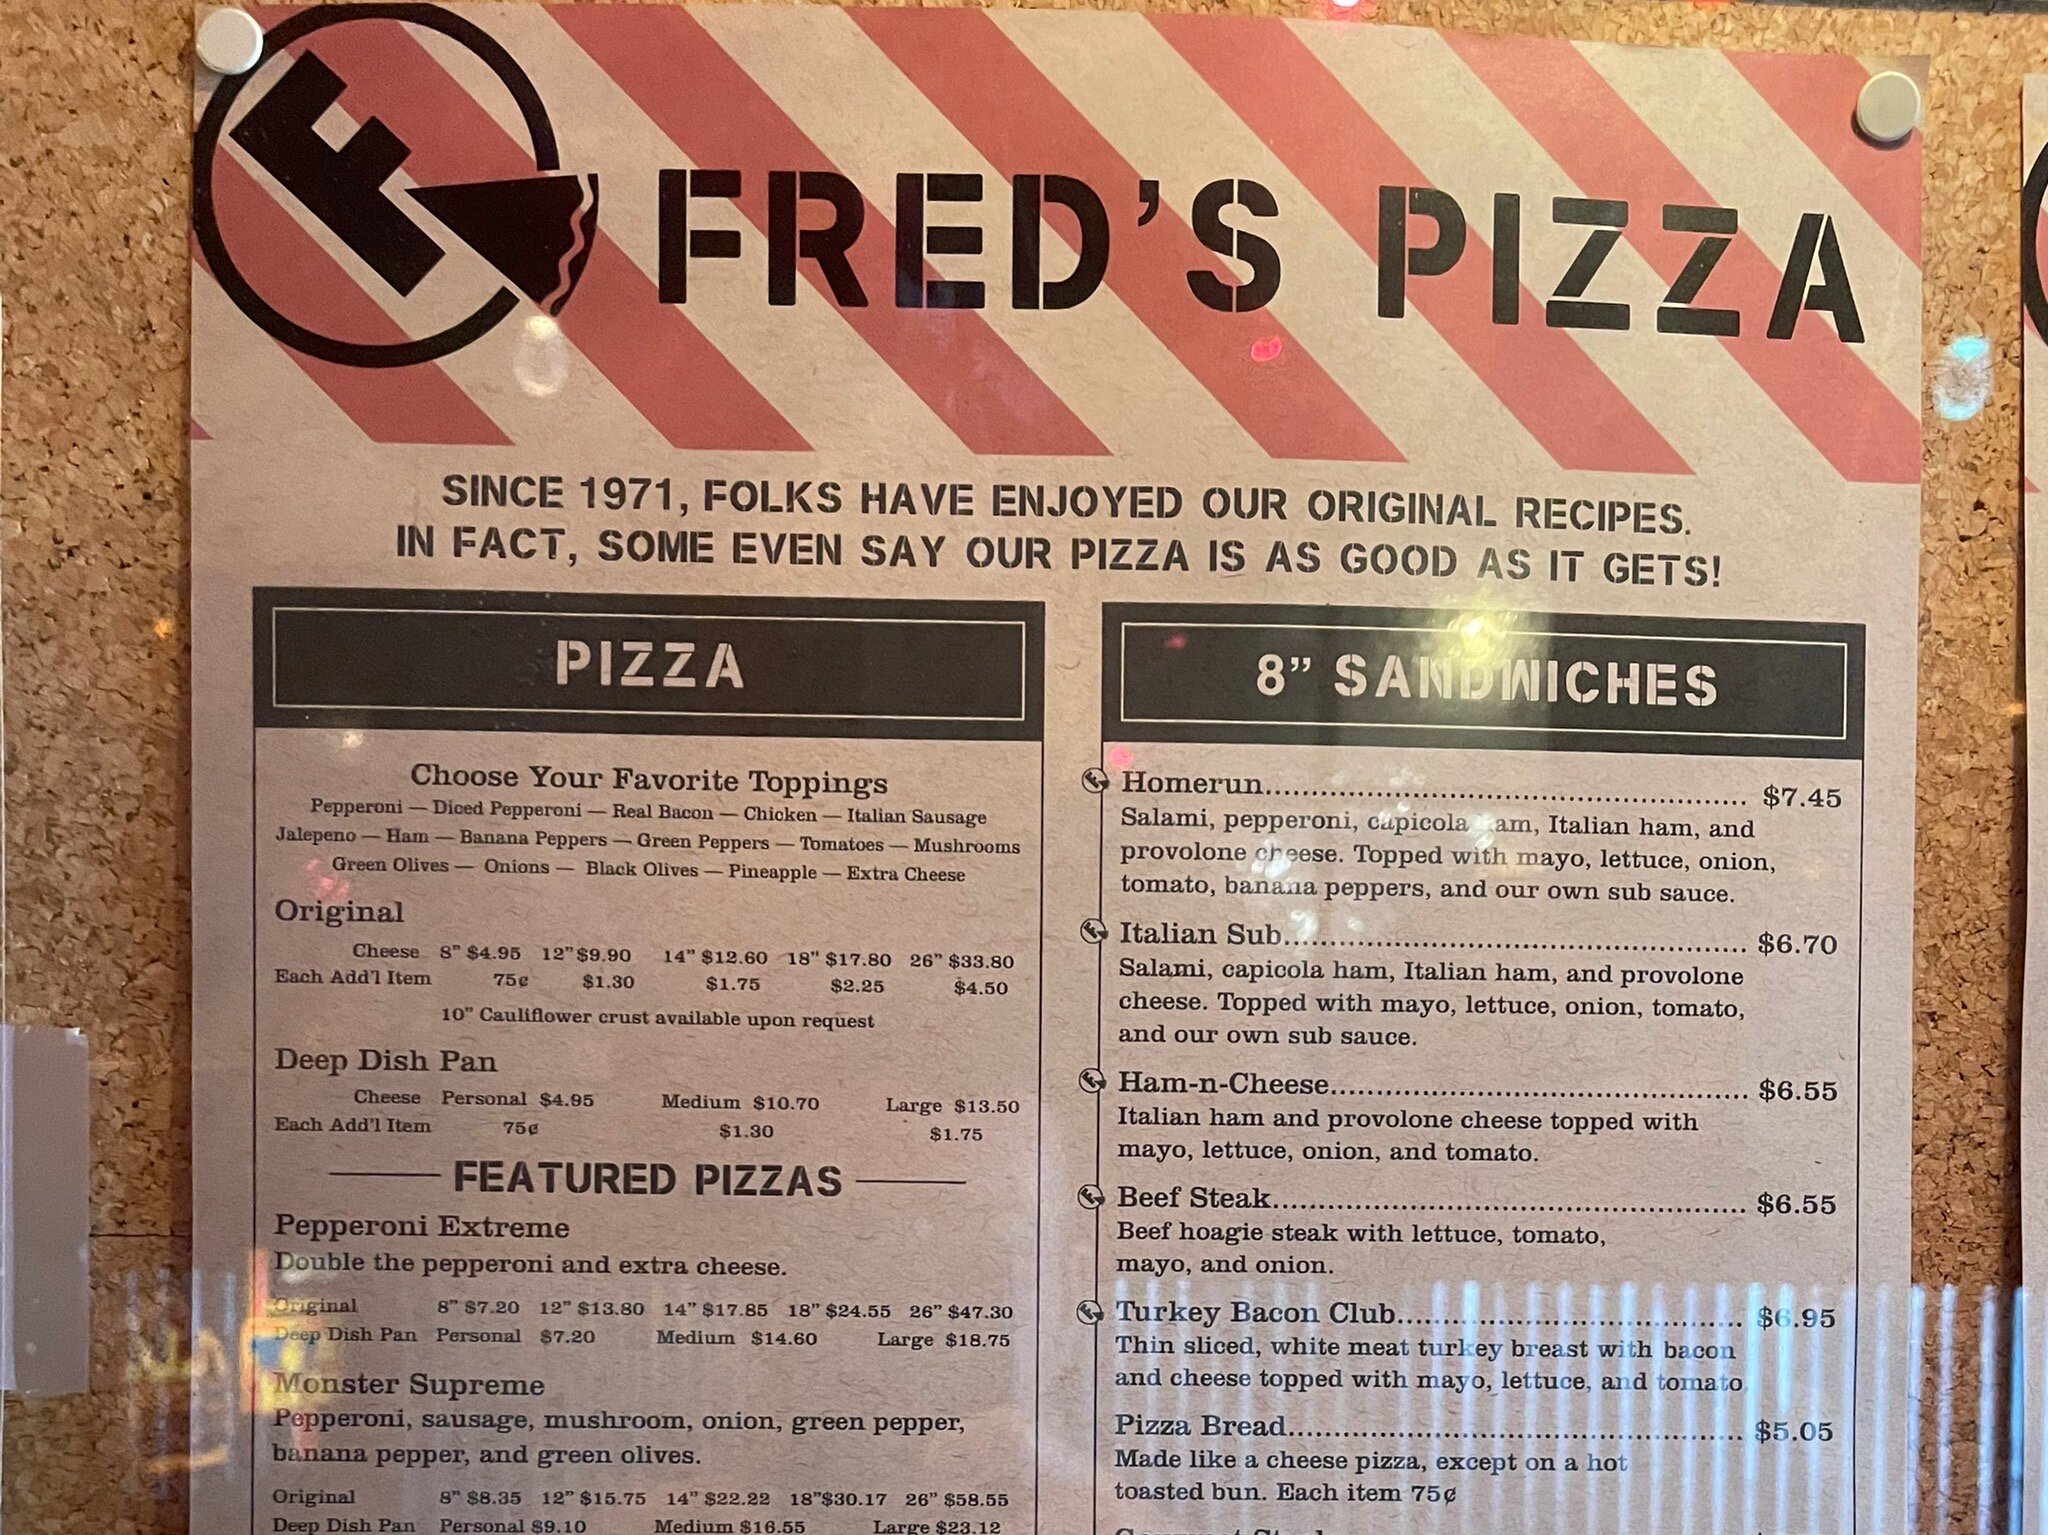 FRED'S PIZZA
SINCE 1971, FOLKS HAVE ENJOYED OUR ORIGINAL RECIPES.
IN FACT, SOME EVEN SAY OUR PIZZA IS AS GOOD AS IT GETS!
PIZZA
Choose Your Favorite Toppings
Pepperoni — Diced Pepperoni — Real Bacon — Chicken — Italian Sausage
Jalepeno — Ham — Banana Peppers — Green Peppers — Tomatoes — Mushrooms
Green Olives — Onions — Black Olives — Pineapple — Extra Cheese
Original
Cheese 8" $4.95 12" $9.90 14" $12.60 18" $17.80 26" $33.80
Each Add'l Item 75¢ $1.30 $1.75 $2.25 $4.50
10" Cauliflower crust available upon request
Deep Dish Pan
Cheese Personal $4.95 Medium $10.70 Large $13.50
Each Add'l Item 75¢ $1.30 $1.75
FEATURED PIZZAS
Pepperoni Extreme
Double the pepperoni and extra cheese.
Original 8" $7.20 12" $13.80 14" $17.85 18" $24.55 26" $47.30
Deep Dish Pan Personal $7.20 Medium $14.60 Large $18.75
Monster Supreme
Pepperoni, sausage, mushroom, onion, green pepper,
banana pepper, and green olives.
Original 8" $8.35 12" $15.75 14" $22.22 18" $30.17 26" $58.55
Deep Dish Pan Personal $9.10 Medium $16.55 Large $23.12
8" SANDWICHES
Homerun.................................................... $7.45
Salami, pepperoni, capicola ham, Italian ham, and
provolone cheese. Topped with mayo, lettuce, onion,
tomato, banana peppers, and our own sub sauce.
Italian Sub.................................................. $6.70
Salami, capicola ham, Italian ham, and provolone
cheese. Topped with mayo, lettuce, onion, tomato,
and our own sub sauce.
Ham-n-Cheese............................................. $6.55
Italian ham and provolone cheese topped with
mayo, lettuce, onion, and tomato.
Beef Steak................................................... $6.55
Beef hoagie steak with lettuce, tomato,
mayo, and onion.
Turkey Bacon Club...................................... $6.95
Thin sliced, white meat turkey breast with bacon
and cheese topped with mayo, lettuce, and tomato
Pizza Bread.................................................. $5.05
Made like a cheese pizza, except on a hot
toasted bun. Each item 75¢